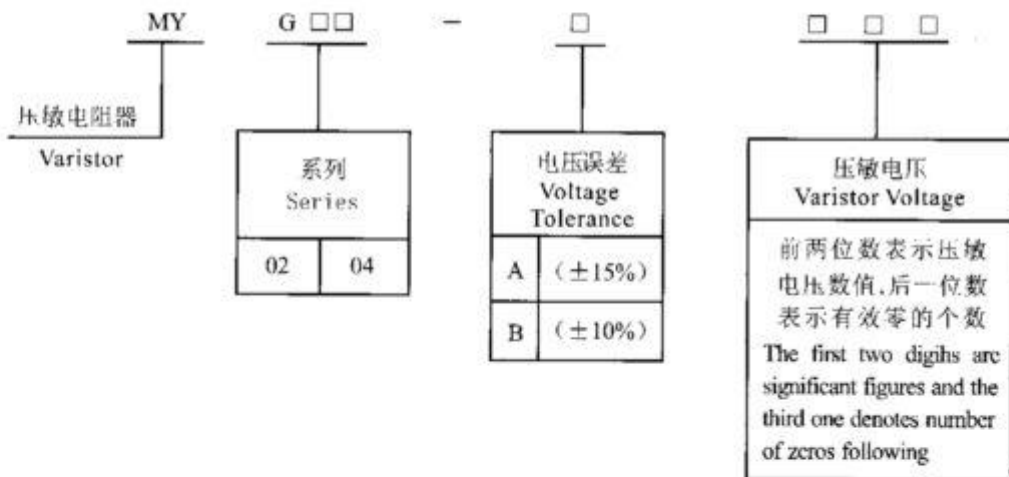 MY G □□ － □ □ □ □
压敏电阻器
Varistor
系列
Series
02 04
电压误差
Voltage
Tolerance
A （±15%）
B （±10%）
压敏电压
Varistor Voltage
前两位数表示压敏
电压数值,后一位数
表示有效零的个数
The first two digihs are
significant figures and the
third one denotes number
of zeros following